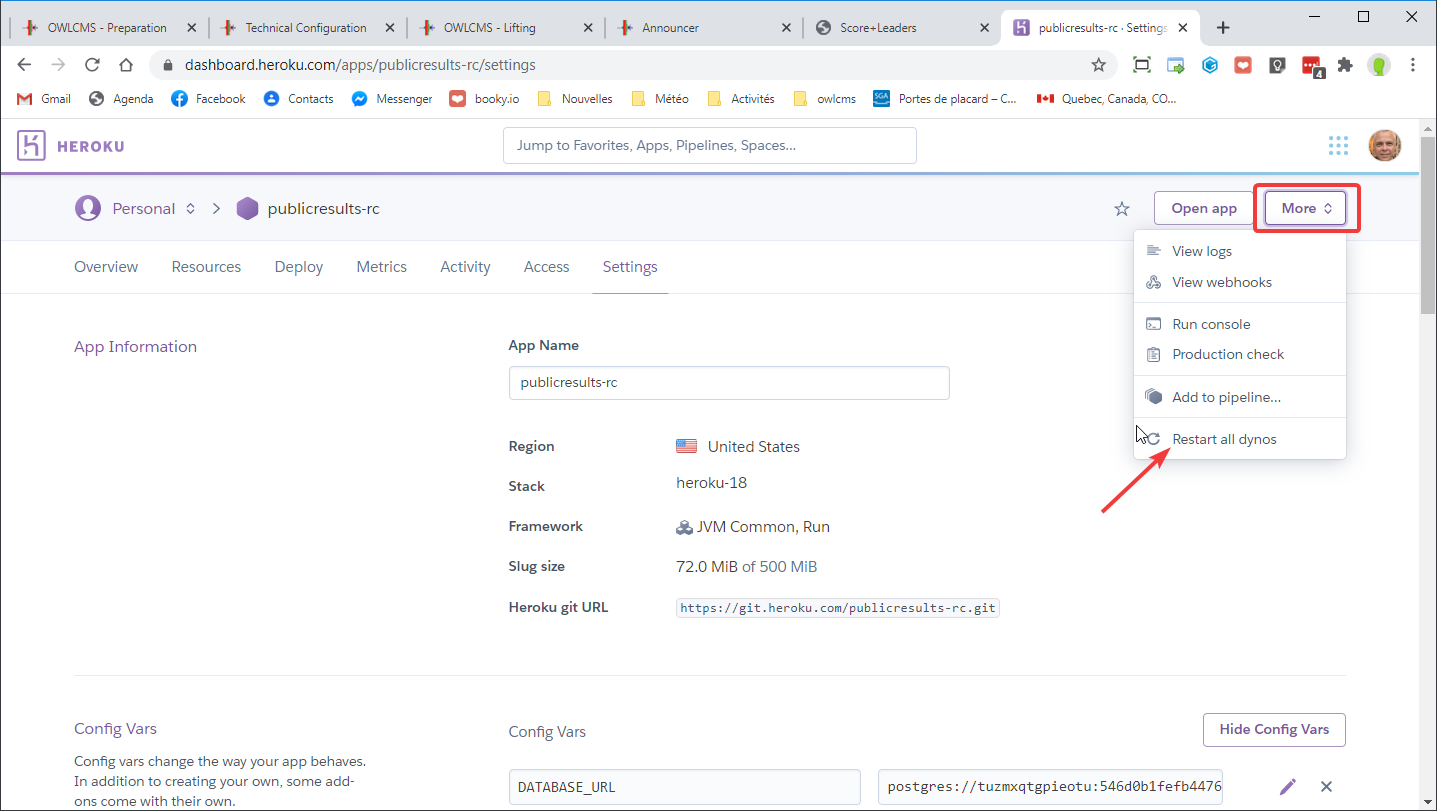 OWLCMS - Preparation
Technical Configuration
OWLCMS - Lifting
Announcer
Score+Leaders
publicresults-rc · Settings
dashboard.heroku.com/apps/publicresults-rc/settings
4
Gmail
Agenda
Facebook
Contacts
Messenger
booky.io
Nouvelles
Météo
Activités
owlcms
SGA
Portes de placard – C...
Quebec, Canada, CO...
HEROKU
Jump to Favorites, Apps, Pipelines, Spaces...
Personal
publicresults-rc
Open app
More
View logs
View webhooks
Run console
Production check
Add to pipeline...
Restart all dynos
Overview
Resources
Deploy
Metrics
Activity
Access
Settings
App Information
App Name
publicresults-rc
Region
United States
Stack
heroku-18
Framework
JVM Common, Run
Slug size
72.0 MiB of 500 MiB
Heroku git URL
https://git.heroku.com/publicresults-rc.git
Config Vars
Config vars change the way your app behaves.
In addition to creating your own, some add-
ons come with their own.
Config Vars
Hide Config Vars
DATABASE_URL
postgres://tuzmxqtgpieotu:546d0b1fefb4476